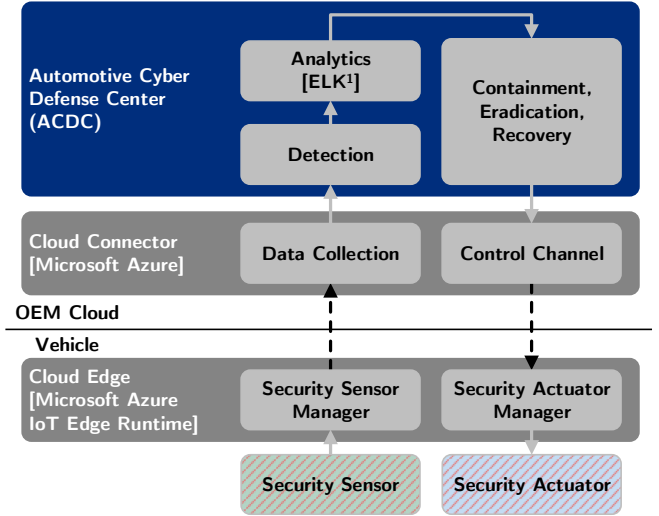 Automotive Cyber
Defense Center
(ACDC)
Analytics
[ELK¹]
Detection
Containment,
Eradication,
Recovery
Cloud Connector
[Microsoft Azure]
Data Collection
Control Channel
OEM Cloud
Vehicle
Cloud Edge
[Microsoft Azure
IoT Edge Runtime]
Security Sensor
Manager
Security Actuator
Manager
Security Sensor
Security Actuator